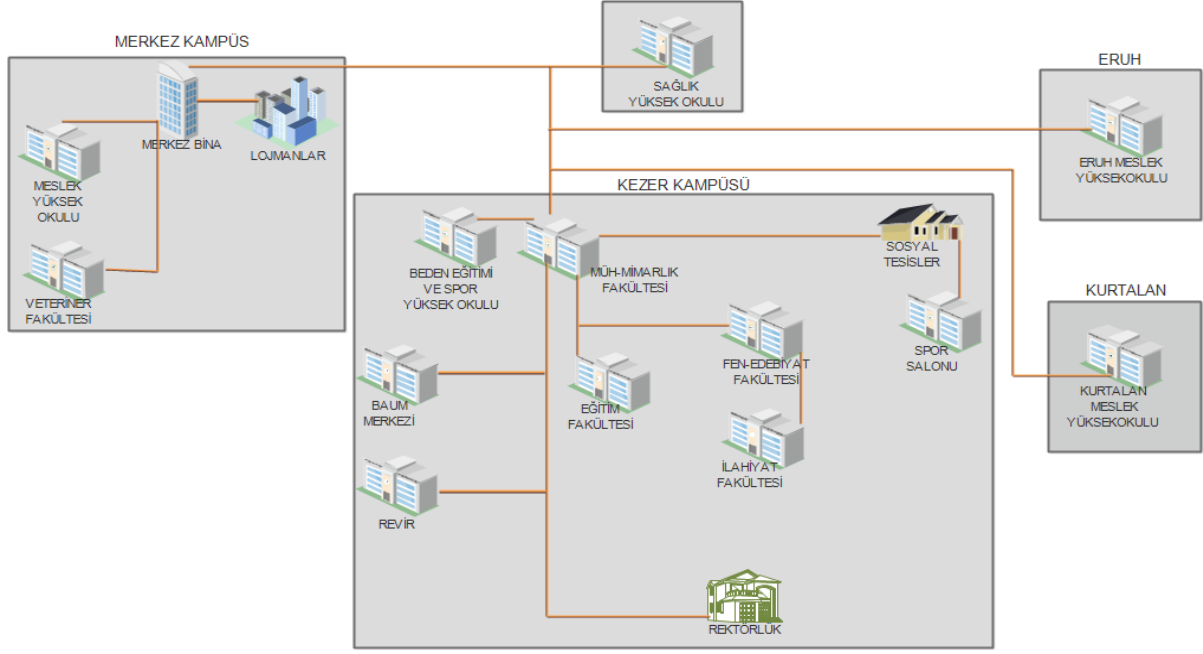 MERKEZ KAMPÜS
MERKEZ BİNA
LOJMANLAR
MESLEK
YÜKSEK
OKULU
VETERİNER
FAKÜLTESİ
SAĞLIK
YÜKSEK OKULU
ERUH
ERUH MESLEK
YÜKSEKOKULU
KEZER KAMPÜSÜ
BEDEN EĞİTİMİ
VE SPOR
YÜKSEK OKULU
MÜH-MİMARLIK
FAKÜLTESİ
SOSYAL
TESİSLER
SPOR
SALONU
FEN-EDEBİYAT
FAKÜLTESİ
BAUM
MERKEZİ
EĞİTİM
FAKÜLTESİ
İLAHİYAT
FAKÜLTESİ
REVİR
REKTÖRLÜK
KURTALAN
KURTALAN
MESLEK
YÜKSEKOKULU